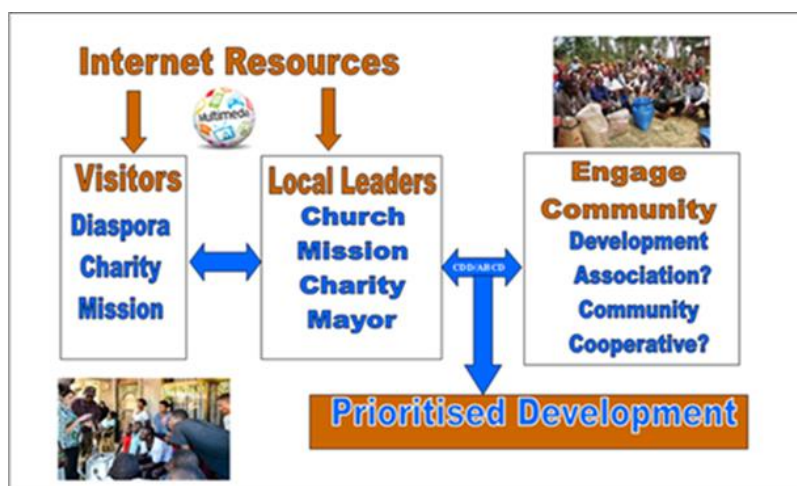 Internet Resources
Multimedia
Visitors
Diaspora
Charity
Mission
Local Leaders
Church
Mission
Charity
Mayor
CDD/ABCD
Engage
Community
Development
Association?
Community
Cooperative?
Prioritised Development